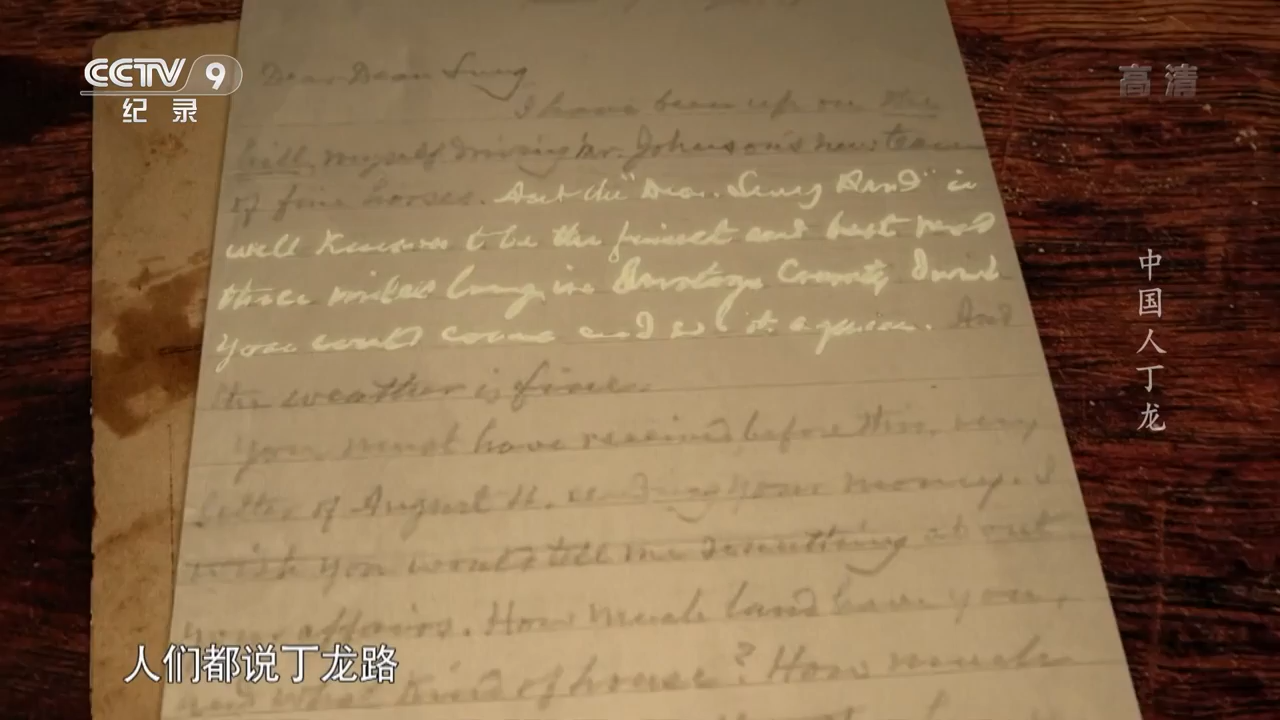 CCTV 9
纪录
高清
中国人丁龙
Dear Dean Lung
I have been up on the
hill, myself driving Mr. Johnson's new team
of fine horses. And the "Dean Lung Road" is
well known to be the finest and best road
three miles long in County, I wish
you could come and see it again. And
the weather is fine.
You must have received before this, my
letter of August 11. sending your money. I
wish you would tell me something about
your affairs. How much land have you,
and what kind of house? How much
人们都说丁龙路